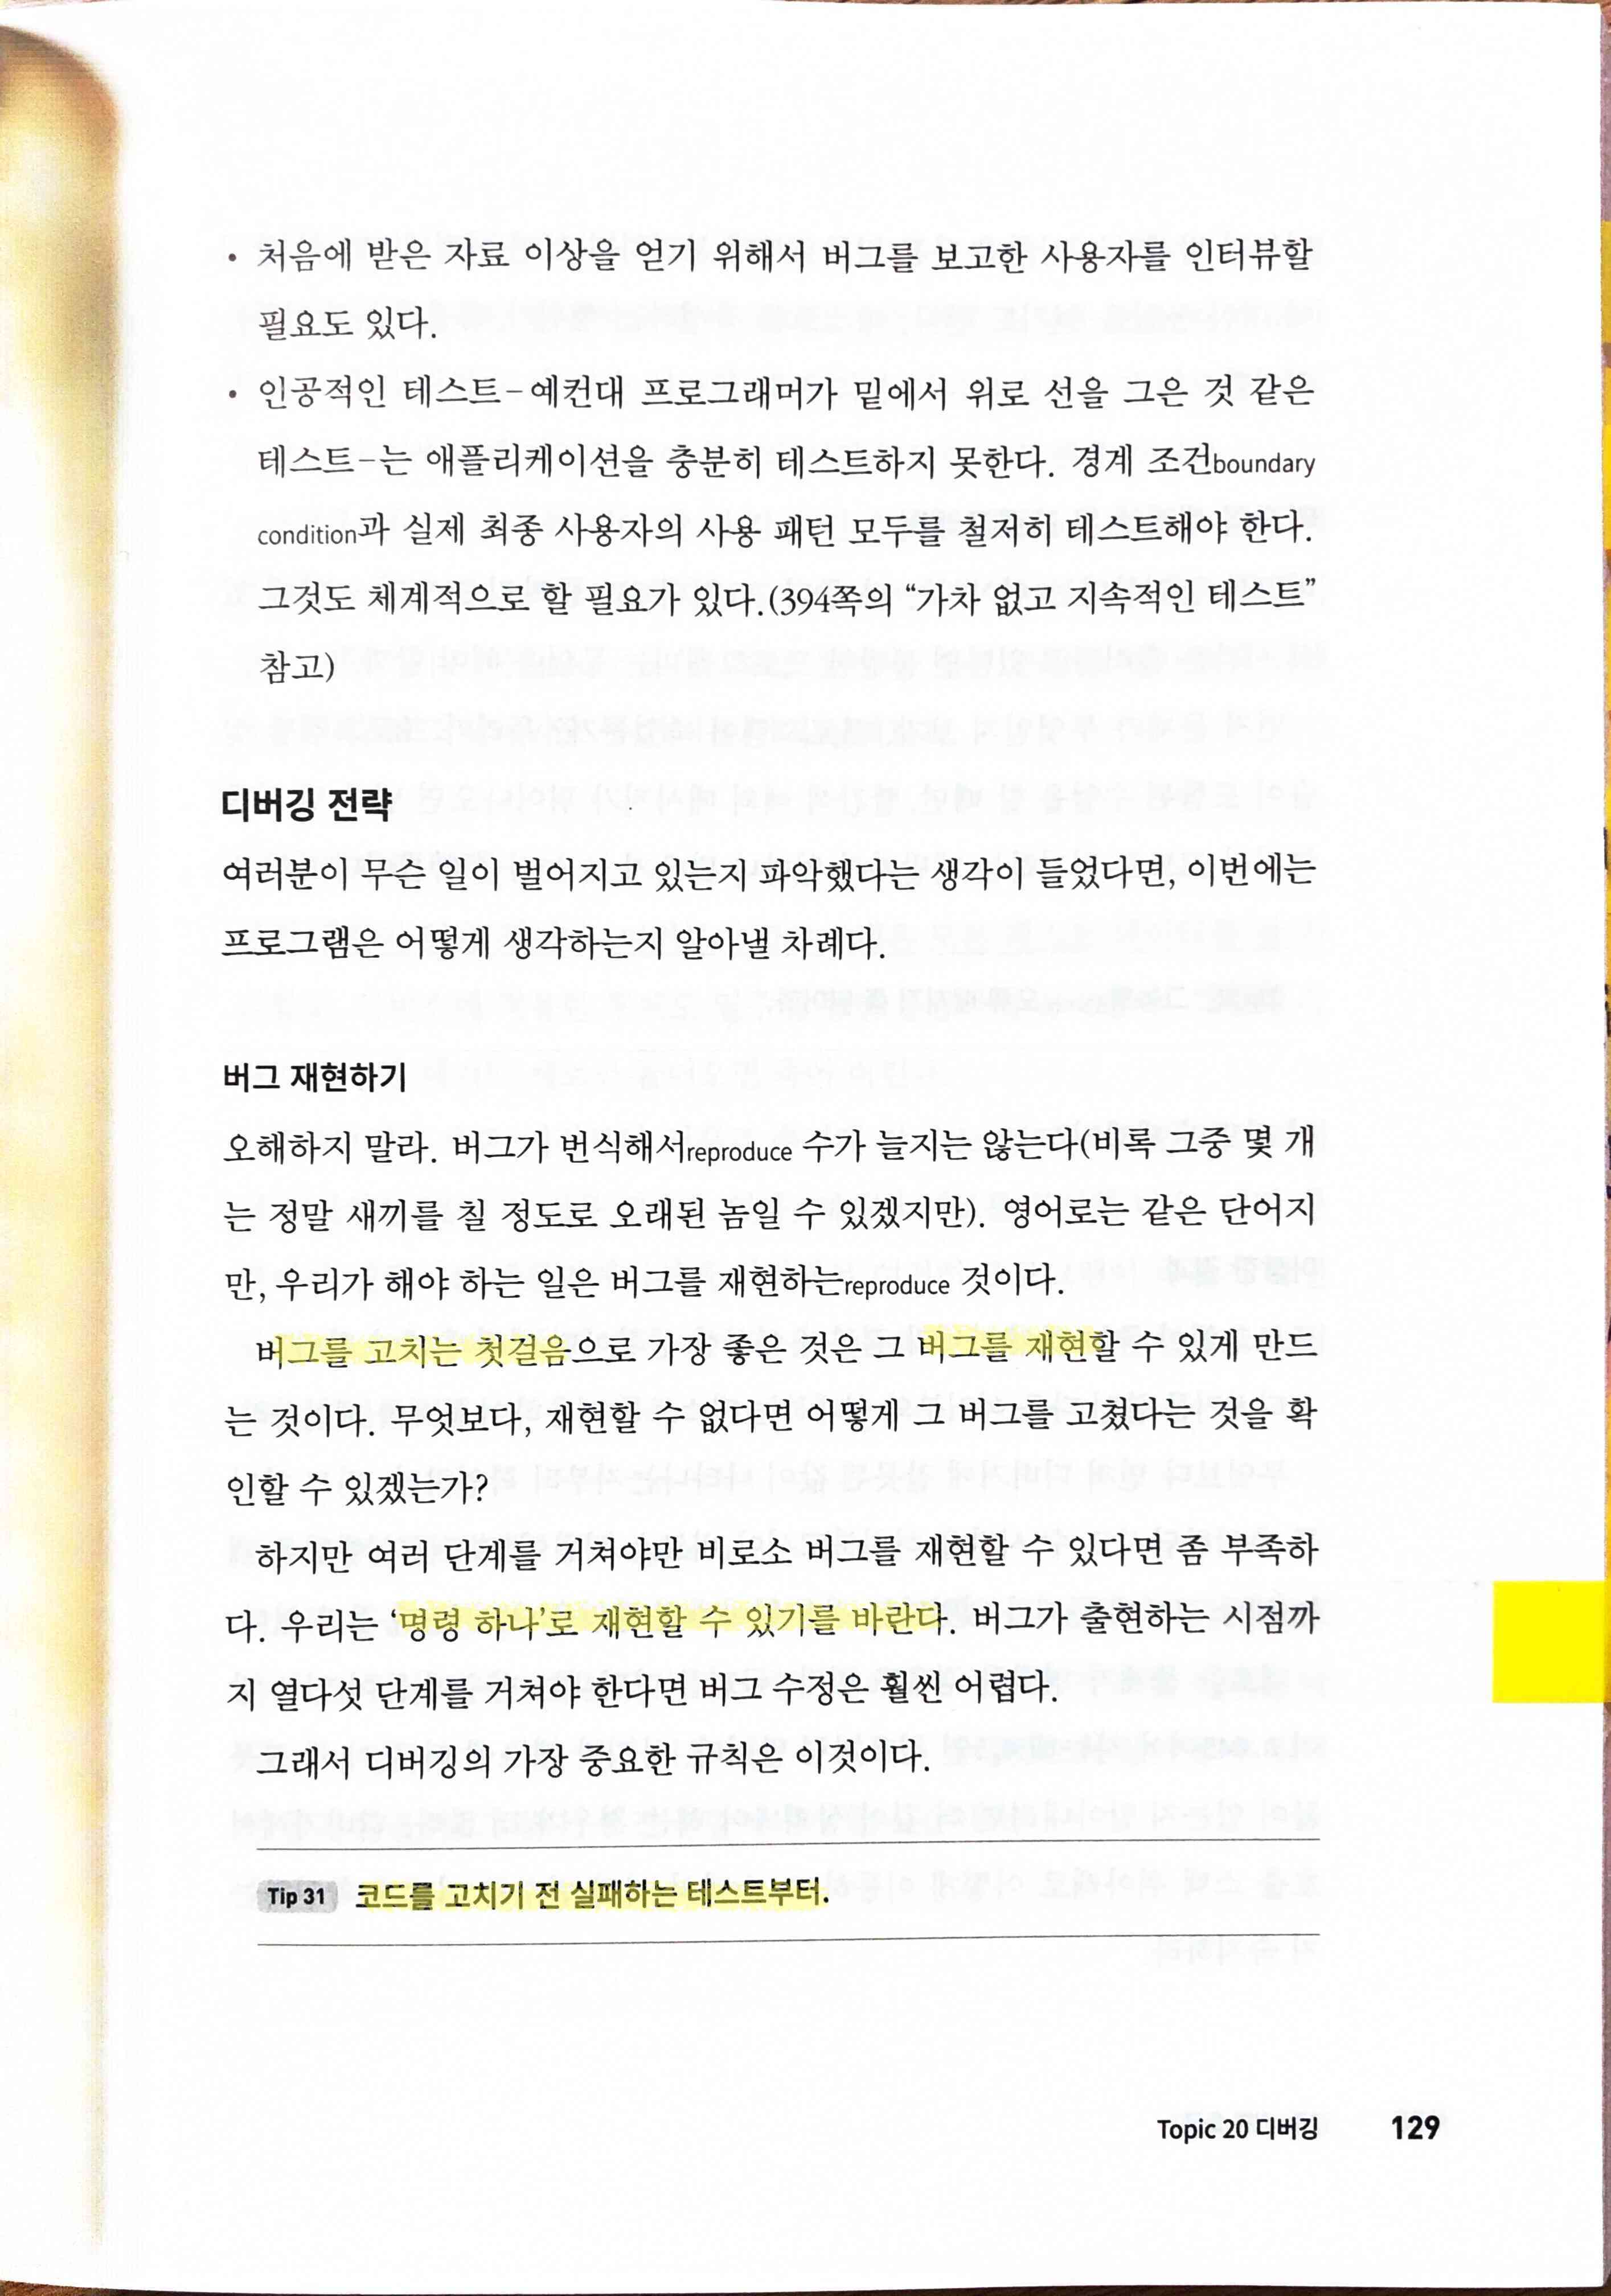 • 처음에 받은 자료 이상을 얻기 위해서 버그를 보고한 사용자를 인터뷰할
필요도 있다.
• 인공적인 테스트-예컨대 프로그래머가 밑에서 위로 선을 그은 것 같은
테스트-는 애플리케이션을 충분히 테스트하지 못한다. 경계 조건boundary
condition과 실제 최종 사용자의 사용 패턴 모두를 철저히 테스트해야 한다.
그것도 체계적으로 할 필요가 있다.(394쪽의 “가차 없고 지속적인 테스트”
참고)
디버깅 전략
여러분이 무슨 일이 벌어지고 있는지 파악했다는 생각이 들었다면, 이번에는
프로그램은 어떻게 생각하는지 알아낼 차례다.
버그 재현하기
오해하지 말라. 버그가 번식해서reproduce 수가 늘지는 않는다(비록 그중 몇 개
는 정말 새끼를 칠 정도로 오래된 놈일 수 있겠지만). 영어로는 같은 단어지
만, 우리가 해야 하는 일은 버그를 재현하는reproduce 것이다.
버그를 고치는 첫걸음으로 가장 좋은 것은 그 버그를 재현할 수 있게 만드
는 것이다. 무엇보다, 재현할 수 없다면 어떻게 그 버그를 고쳤다는 것을 확
인할 수 있겠는가?
하지만 여러 단계를 거쳐야만 비로소 버그를 재현할 수 있다면 좀 부족하
다. 우리는 ‘명령 하나’로 재현할 수 있기를 바란다. 버그가 출현하는 시점까
지 열다섯 단계를 거쳐야 한다면 버그 수정은 훨씬 어렵다.
그래서 디버깅의 가장 중요한 규칙은 이것이다.
Tip 31 코드를 고치기 전 실패하는 테스트부터.
Topic 20 디버깅 129